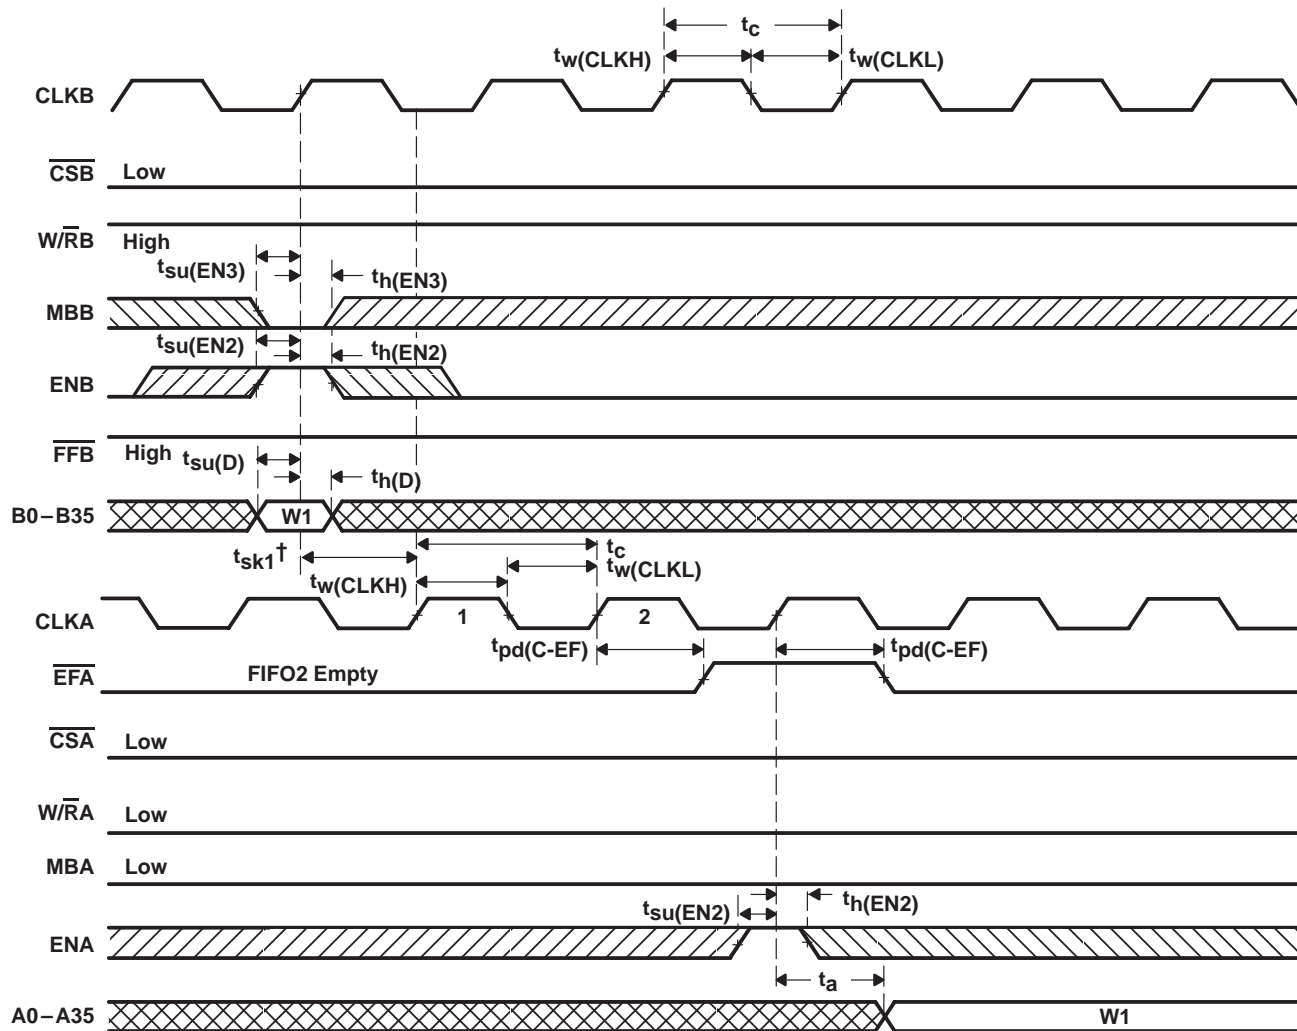 tc
tw(CLKH)
tw(CLKL)
CLKB
CSB
Low
W/RB
High
tsu(EN3)
th(EN3)
MBB
tsu(EN2)
th(EN2)
ENB
FFB
High
tsu(D)
th(D)
B0–B35
W1
tsk1†
tc
tw(CLKL)
tw(CLKH)
CLKA
1
2
tpd(C-EF)
tpd(C-EF)
EFA
FIFO2 Empty
CSA
Low
W/RA
Low
MBA
Low
tsu(EN2)
th(EN2)
ENA
ta
A0–A35
W1